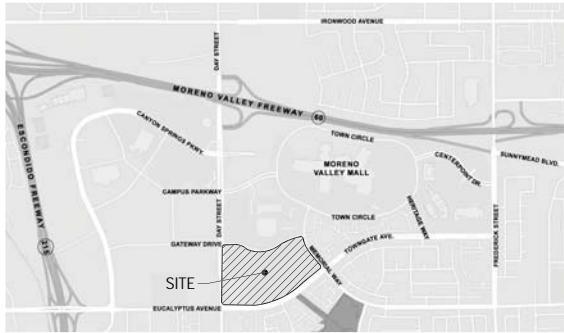 IRONWOOD AVENUE
DAY STREET
MORENO VALLEY FREEWAY
60
ESCONDIDO FREEWAY
215
CANYON SPRINGS PKWY.
TOWN CIRCLE
MORENO
VALLEY MALL
CENTERPOINT DR.
SUNNYMEAD BLVD.
CAMPUS PARKWAY
DAY STREET
TOWN CIRCLE
HERITAGE WAY
FREDERICK STREET
GATEWAY DRIVE
MEMORIAL WAY
TOWNGATE AVE.
SITE
EUCALYPTUS AVENUE